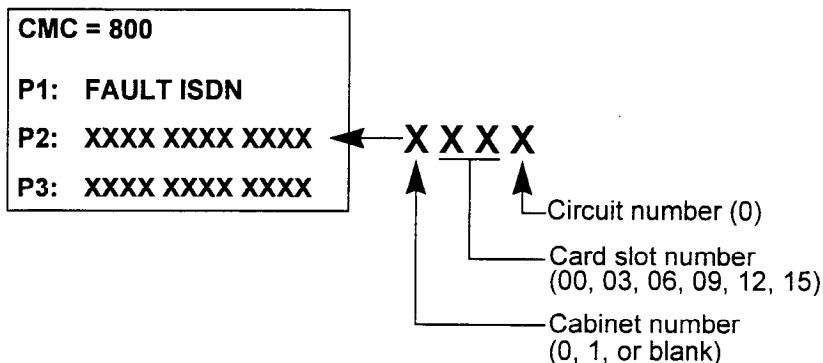 CMC = 800
P1: FAULT ISDN
P2: XXXX XXXX XXXX
P3: XXXX XXXX XXXX
X X X X
Circuit number (0)
Card slot number
(00, 03, 06, 09, 12, 15)
Cabinet number
(0, 1, or blank)